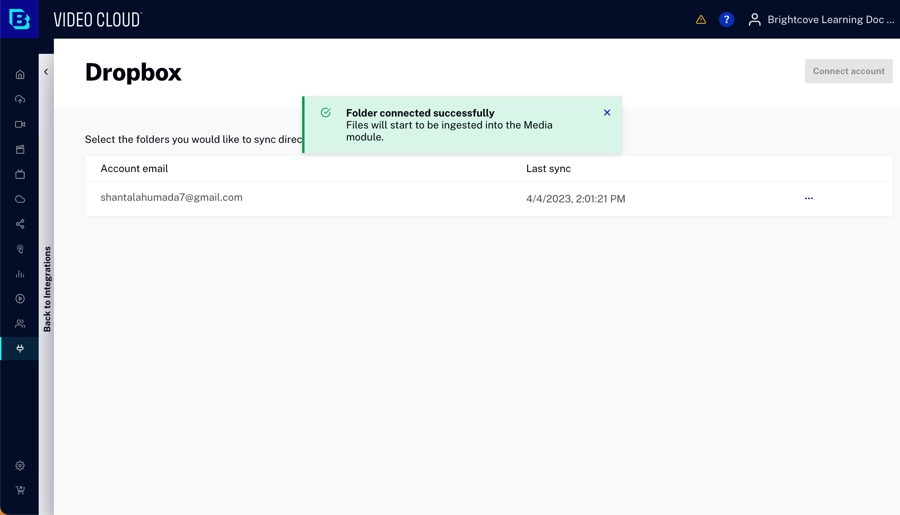 VIDEO CLOUD™
?
Brightcove Learning Doc ...
Dropbox
Connect account
Folder connected successfully
Files will start to be ingested into the Media
module.
Select the folders you would like to sync direc
Account email
Last sync
shantalahumada7@gmail.com
4/4/2023, 2:01:21 PM
...
Back to Integrations